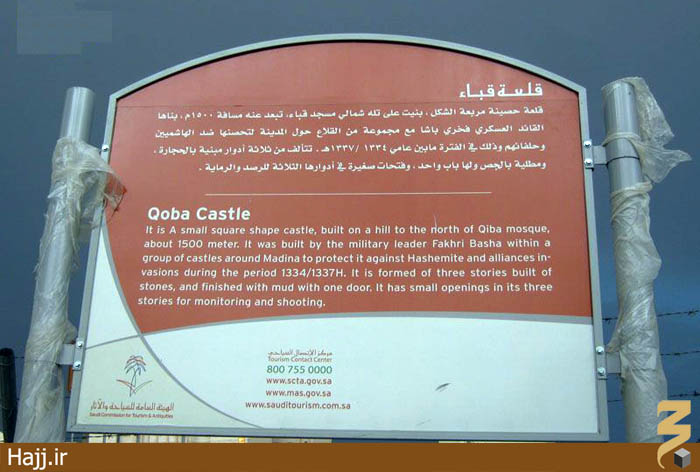 قلعة قباء
قلعة حصينة مربعة الشكل ، بنيت على تله شمالي مسجد قباء، تبعد عنه مسافة ١٥٠٠م، بناها
القائد العسكري فخري باشا مع مجموعة من القلاع حول المدينة لتحصنها ضد الهاشميين
وحلفائهم وذلك في الفترة مابين عامي ١٣٣٤ /١٣٣٧هـ . تتألف من ثلاثة أدوار مبنية بالحجارة ،
ومطلية بالجص ولها باب واحد ، وفتحات صغيرة في أدوارها الثلاثة للرصد والرماية .
Qoba Castle
It is A small square shape castle, built on a hill to the north of Qiba mosque,
about 1500 meter. It was built by the military leader Fakhri Basha within a
group of castles around Madina to protect it against Hashemite and alliances in-
vasions during the period 1334/1337H. It is formed of three stories built of
stones, and finished with mud with one door. It has small openings in its three
stories for monitoring and shooting.
مركز الإتصال السياحي
Tourism Contact Center
800 755 0000
www.scta.gov.sa
www.mas.gov.sa
www.sauditourism.com.sa
الهيئة العامة للسياحة والآثار
Saudi Commission for Tourism & Antiquities
Hajj.ir